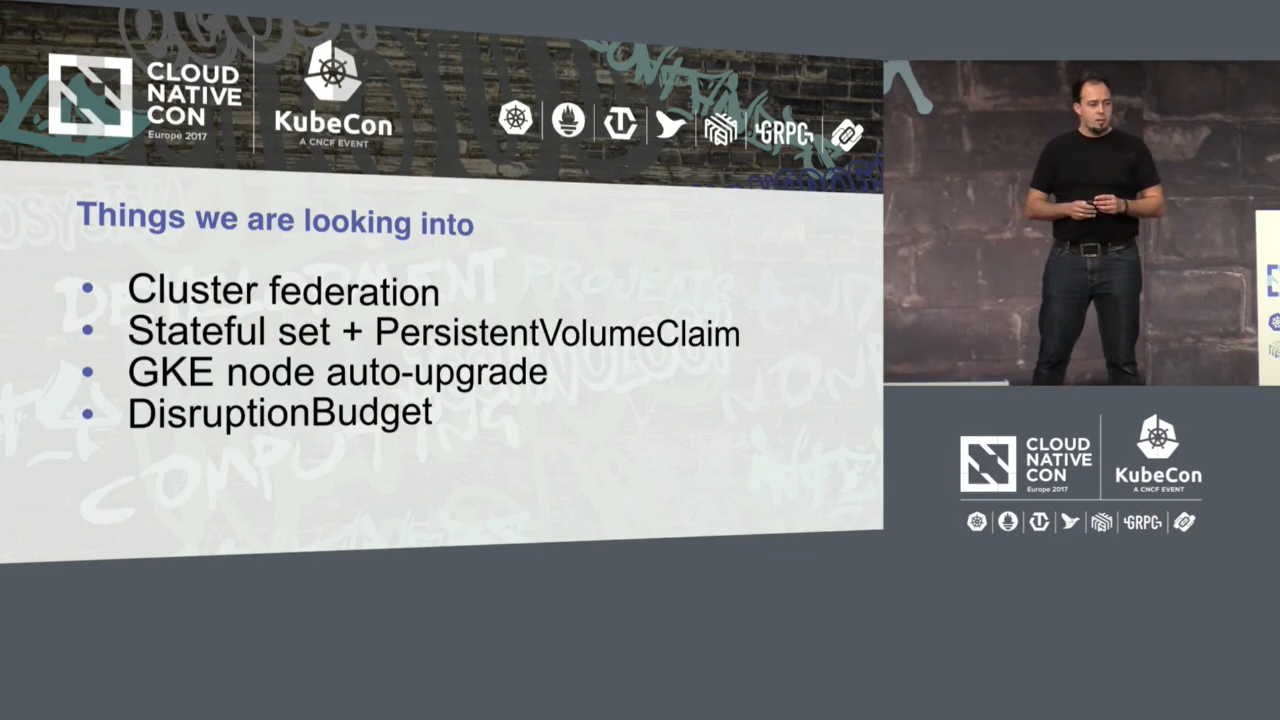 CLOUD
NATIVE
CON
Europe 2017
KubeCon
A CNCF EVENT
GRPC
Things we are looking into
• Cluster federation
• Stateful set + PersistentVolumeClaim
• GKE node auto-upgrade
• DisruptionBudget
CLOUD
NATIVE
CON
Europe 2017
KubeCon
A CNCF EVENT
GRPC